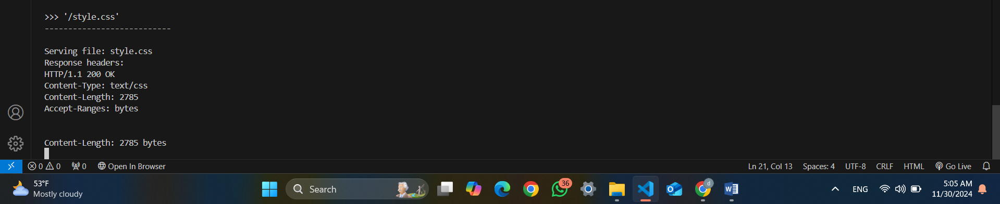 >>> '/style.css'
---------------------------
Serving file: style.css
Response headers:
HTTP/1.1 200 OK
Content-Type: text/css
Content-Length: 2785
Accept-Ranges: bytes
Content-Length: 2785 bytes
0 0 0 Open In Browser Ln 21, Col 13 Spaces: 4 UTF-8 CRLF HTML Go Live
53°F
Mostly cloudy
Search
36
d
ENG
5:05 AM
11/30/2024